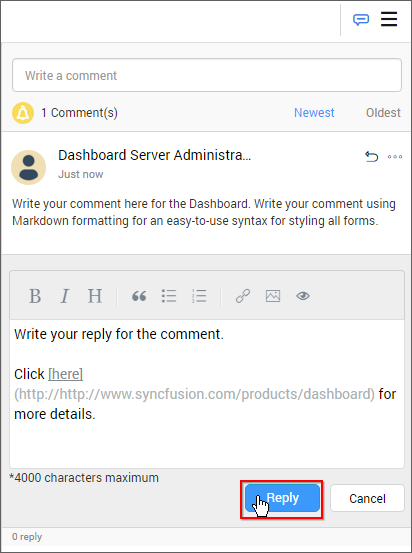 Write a comment
1 Comment(s)
Newest
Oldest
Dashboard Server Administra...
Just now
Write your comment here for the Dashboard. Write your comment using
Markdown formatting for an easy-to-use syntax for styling all forms.
B I H
Write your reply for the comment.
Click [here]
(http://http://www.syncfusion.com/products/dashboard) for
more details.
*4000 characters maximum
Reply
Cancel
0 reply